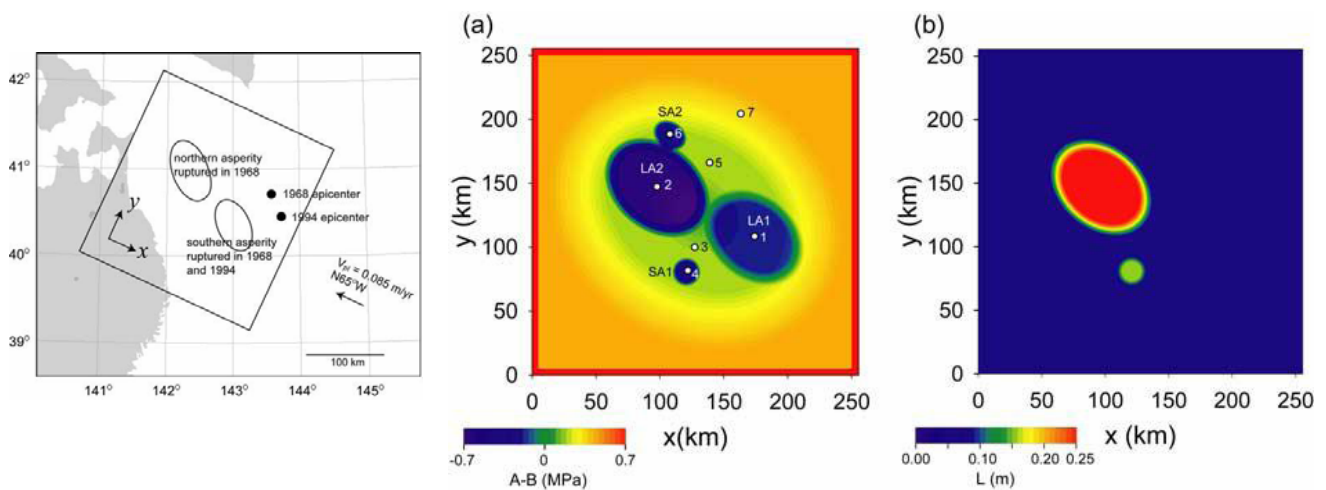 42°
41°
40°
39°
141°
142°
143°
144°
145°
northern asperity
ruptured in 1968
1968 epicenter
1994 epicenter
y
x
southern asperity
ruptured in 1968
and 1994
Vpl = 0.085 m/yr
N65°W
100 km
(a)
y (km)
250
200
150
100
50
0
SA2
6
7
5
LA2
2
LA1
1
3
SA1
4
0 50 100 150 200 250
x(km)
-0.7 0 0.7
A-B (MPa)
(b)
250
200
150
100
50
0
0 50 100 150 200 250
x (km)
0.00 0.10 0.20 0.25
L (m)